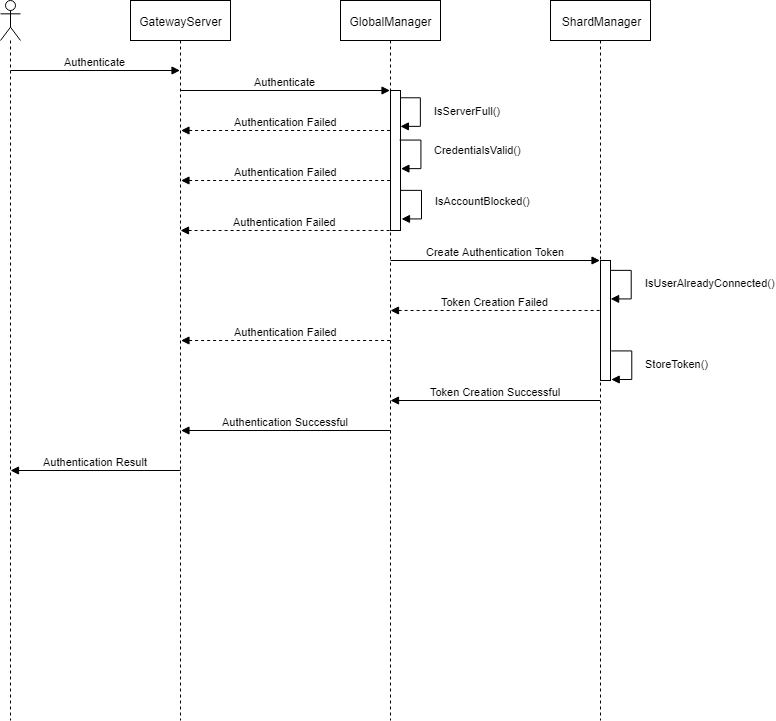 GatewayServer
GlobalManager
ShardManager
Authenticate
Authenticate
IsServerFull()
Authentication Failed
CredentialsValid()
Authentication Failed
IsAccountBlocked()
Authentication Failed
Create Authentication Token
IsUserAlreadyConnected()
Token Creation Failed
Authentication Failed
StoreToken()
Token Creation Successful
Authentication Successful
Authentication Result